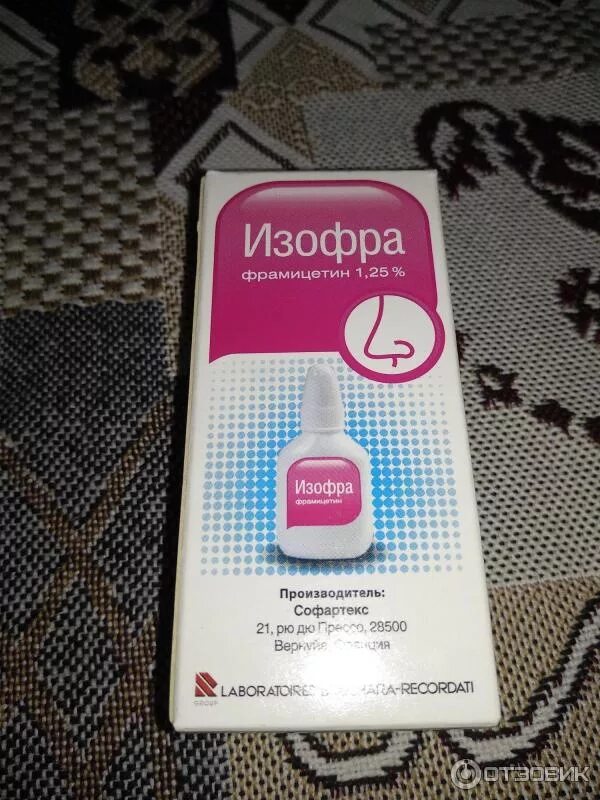 Изофра
фрамицетин 1,25 %
Изофра
фрамицетин
Производитель:
Софартекс
21, рю дю Прессо, 28500
Вернуйе, Франция
LABORATOIRES BOUCHARA-RECORDATI
GROUP
ОТЗОВИК